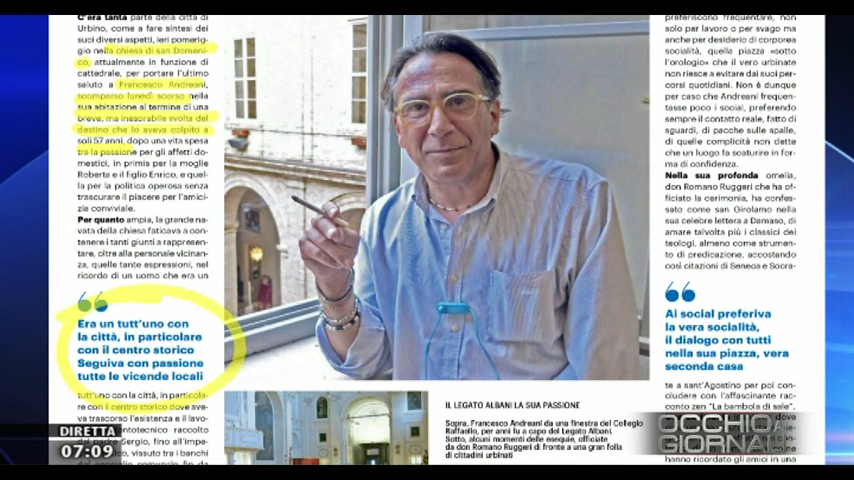 C'era tanta parte della città di
Urbino, come a fare sintesi dei
suoi diversi aspetti, ieri pomerig-
gio nella chiesa di san Domeni-
co, attualmente in funzione di
cattedrale, per portare l'ultimo
saluto a Francesco Andreani,
scomparso lunedì scorso nella
sua abitazione al termine di una
breve, ma inesorabile svolta del
destino che lo aveva colpito a
soli 57 anni, dopo una vita spesa
tra la passione per gli affetti do-
mestici, in primis per la moglie
Roberta e il figlio Enrico, e quel-
la per la politica operosa senza
trascurare il piacere per l'amici-
zia conviviale.
Per quanto ampia, la grande na-
vata della chiesa faticava a con-
tenere i tanti giunti a rappresen-
tare, oltre alla personale vicinan-
za, quelle tante espressioni, nel
ricordo di un uomo che era un
Era un tutt'uno con
la città, in particolare
con il centro storico
Seguiva con passione
tutte le vicende locali
tutt'uno con la città, in particola-
re con il centro storico dove ave-
va trascorso l'esistenza e il lavo-
odontotecnico raccolto
padre Sergio, fino all'impe-
vissuto tra i banchi
IL LEGATO ALBANI LA SUA PASSIONE
Sopra, Francesco Andreani da una finestra del Collegio
Raffaello, per anni fu a capo del Legato Albani.
Sotto, alcuni momenti delle esequie, officiate
da don Romano Ruggeri di fronte a una gran folla
di cittadini urbinati
preferiscono frequentare, non
solo per lavoro o per svago ma
anche per desiderio di corporea
socialità, quella piazza «sotto
l'orologio» che il vero urbinate
non riesce a evitare dai suoi per-
corsi quotidiani. Non è dunque
per caso che Andreani frequen-
tasse poco i social, preferendo
sempre il contatto reale, fatto di
sguardi, di pacche sulle spalle,
di quelle complicità non dette
che un luogo fa scaturire in for-
ma di confidenza.
Nella sua profonda omelia,
don Romano Ruggeri che ha of-
ficiato la cerimonia, ha confes-
sato come san Girolamo nella
sua celebre lettera a Damaso, di
amare talvolta più i classici dei
teologi, almeno come strumen-
to di predicazione, accostando
così citazioni di Seneca e Socra-
Ai social preferiva
la vera socialità,
il dialogo con tutti
nella sua piazza, vera
seconda casa
te a sant'Agostino per poi con-
cludere con l'affascinante raccon-
to zen "La bambola di sale",
hanno ricordato gli amici in una
DIRETTA
07:09
OCCHIO AI
GIORNALI